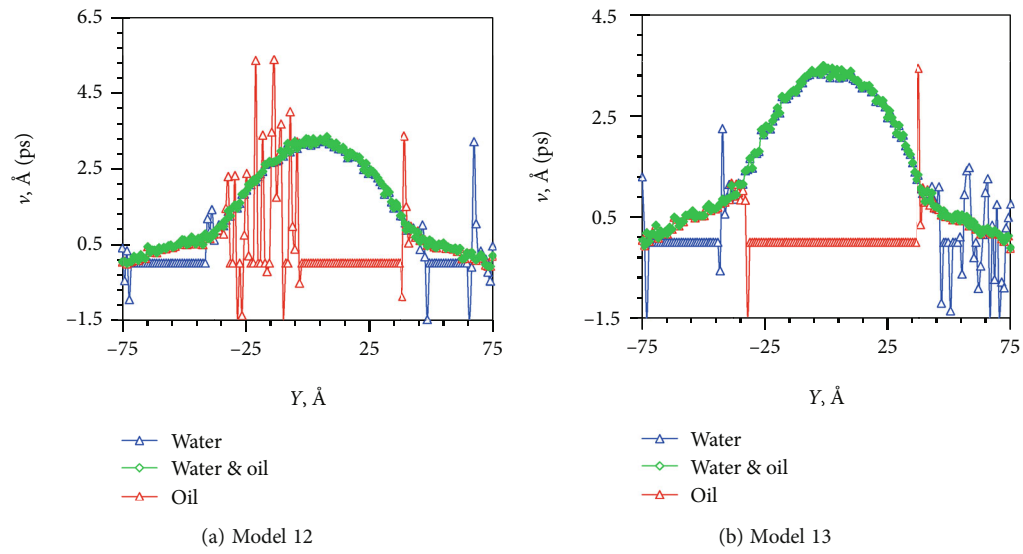 6.5
4.5
2.5
0.5
−1.5
v, Å (ps)
−75
−25
25
75
Y, Å
Water
Water & oil
Oil
(a) Model 12
4.5
2.5
0.5
−1.5
v, Å (ps)
−75
−25
25
75
Y, Å
Water
Water & oil
Oil
(b) Model 13